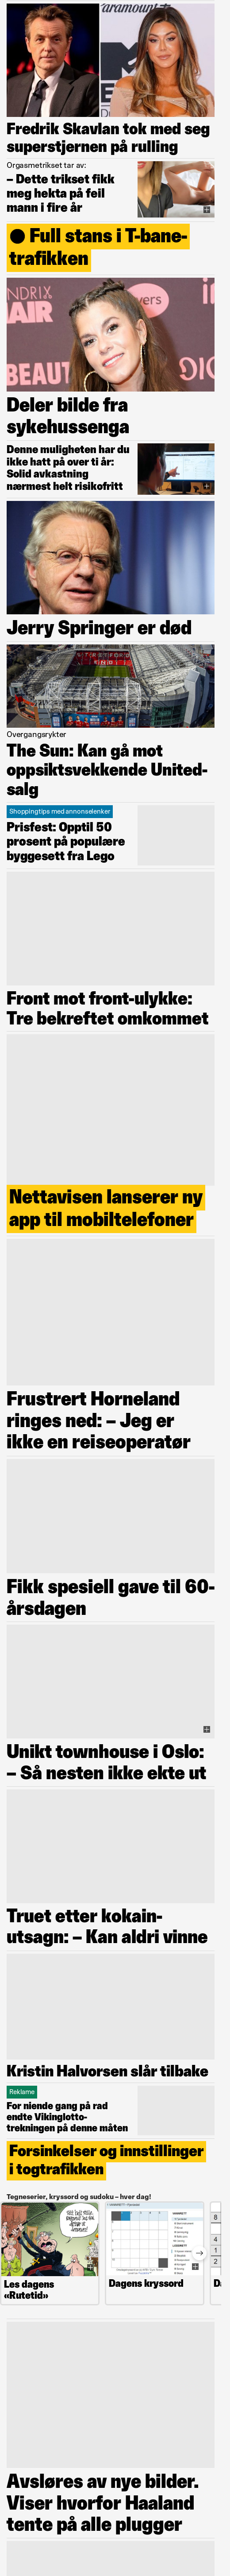 aramount+
Fredrik Skavlan tok med seg
superstjernen på rulling
Orgasmetrikset tar av:
– Dette trikset fikk
meg hekta på feil
mann i fire år
● Full stans i T-bane-
trafikken
Deler bilde fra
sykehussenga
Denne muligheten har du
ikke hatt på over ti år:
Solid avkastning
nærmest helt risikofritt
Jerry Springer er død
Overgangsrykter
The Sun: Kan gå mot
oppsiktsvekkende United-
salg
Shoppingtips med annonselenker
Prisfest: Opptil 50
prosent på populære
byggesett fra Lego
Front mot front-ulykke:
Tre bekreftet omkommet
Nettavisen lanserer ny
app til mobiltelefoner
Frustrert Horneland
ringes ned: – Jeg er
ikke en reiseoperatør
Fikk spesiell gave til 60-
årsdagen
Unikt townhouse i Oslo:
– Så nesten ikke ekte ut
Truet etter kokain-
utsagn: – Kan aldri vinne
Kristin Halvorsen slår tilbake
Reklame
For niende gang på rad
endte Vikinglotto-
trekningen på denne måten
Forsinkelser og innstillinger
i togtrafikken
Tegneserier, kryssord og sudoku – hver dag!
Les dagens
«Rutetid»
Dagens kryssord
Da
Avsløres av nye bilder.
Viser hvorfor Haaland
tente på alle plugger